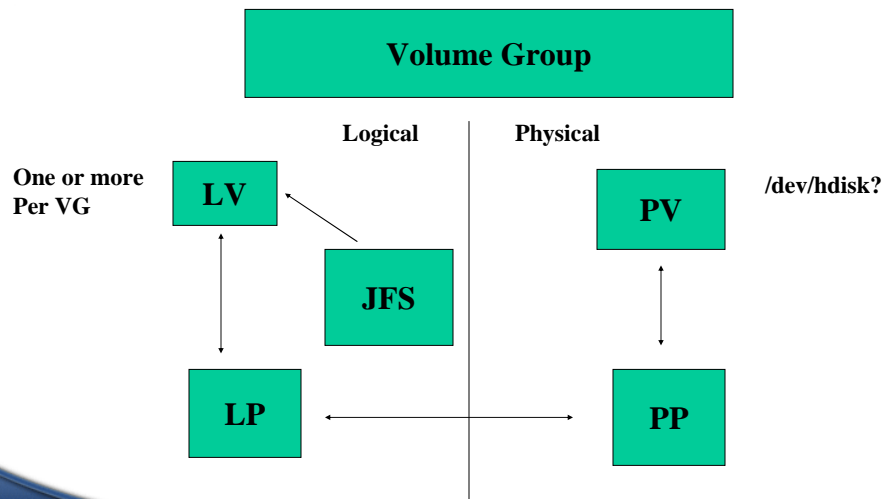 Volume Group
Logical
Physical
One or more
Per VG
LV
PV
/dev/hdisk?
JFS
LP
PP